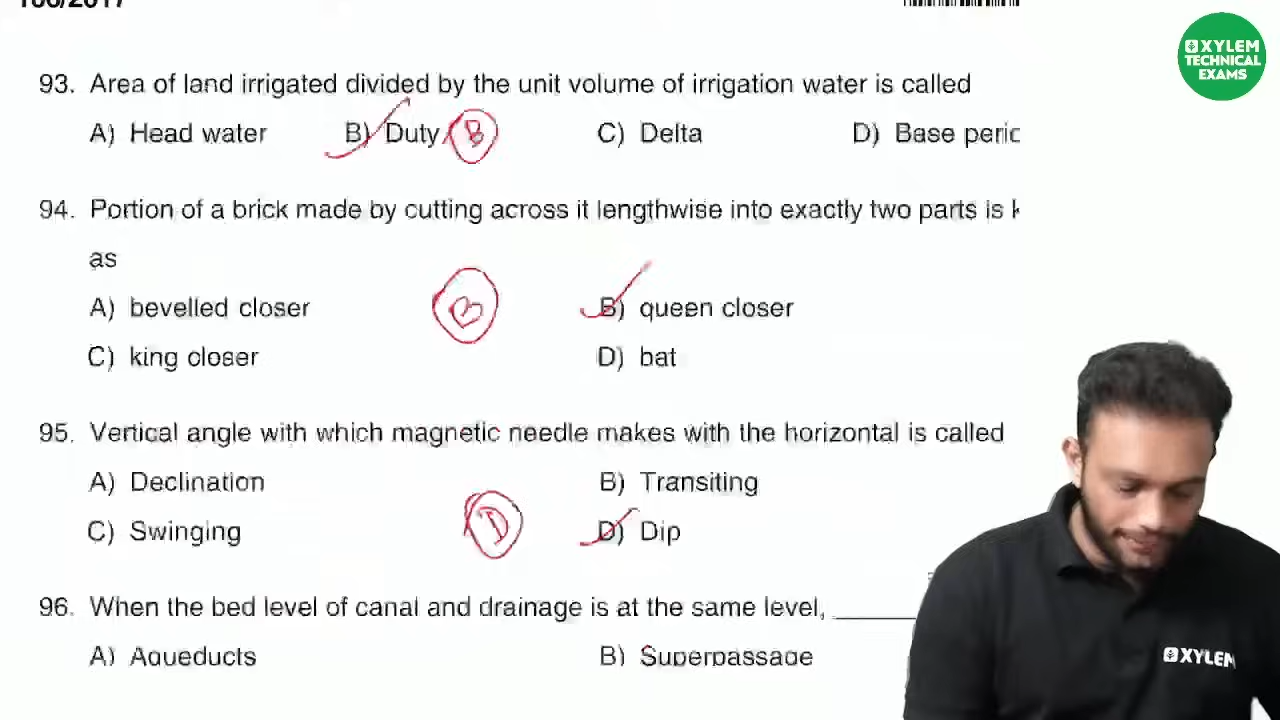 XYLEM
TECHNICAL
EXAMS
93. Area of land irrigated divided by the unit volume of irrigation water is called
A) Head water B) Duty B C) Delta D) Base
94. Portion of a brick made by cutting across it lengthwise into exactly two parts is
as
A) bevelled closer B B) queen closer
C) king closer D) bat
95. Vertical angle with which magnetic needle makes with the horizontal is called
A) Declination B) Transiting
C) Swinging D D) Dip
96. When the bed level of canal and drainage is at the same level, ______
A) Aqueducts B) Superpassage
XYLEM